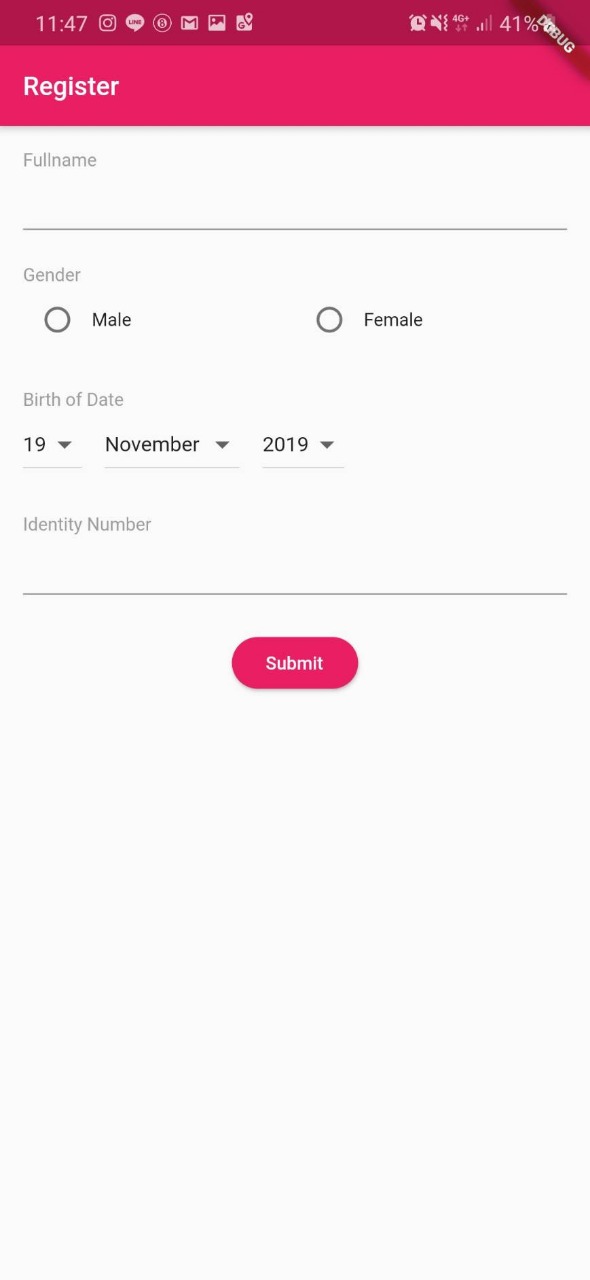 11:47 LINE 4G+ 41% DEBUG
Register
Fullname
Gender
Male Female
Birth of Date
19 November 2019
Identity Number
Submit